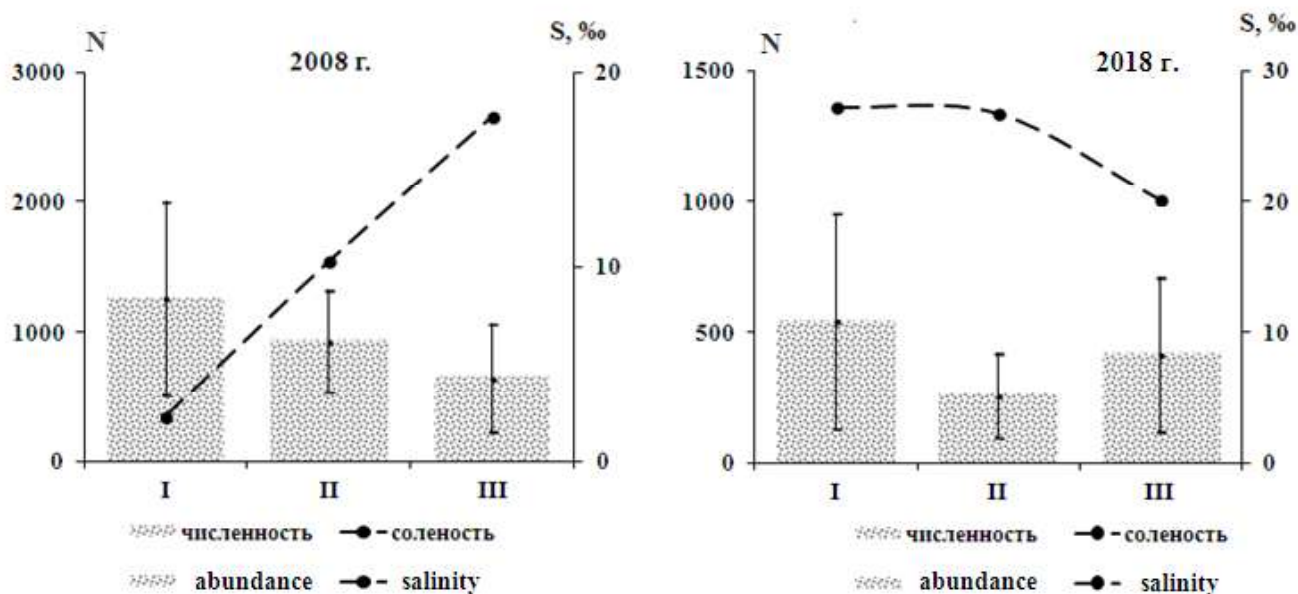 N
2008 г.
S, ‰
3000
2000
1000
0
20
10
0
I II III
численность соленость
abundance salinity
N
2018 г.
S, ‰
1500
1000
500
0
30
20
10
0
I II III
численность соленость
abundance salinity